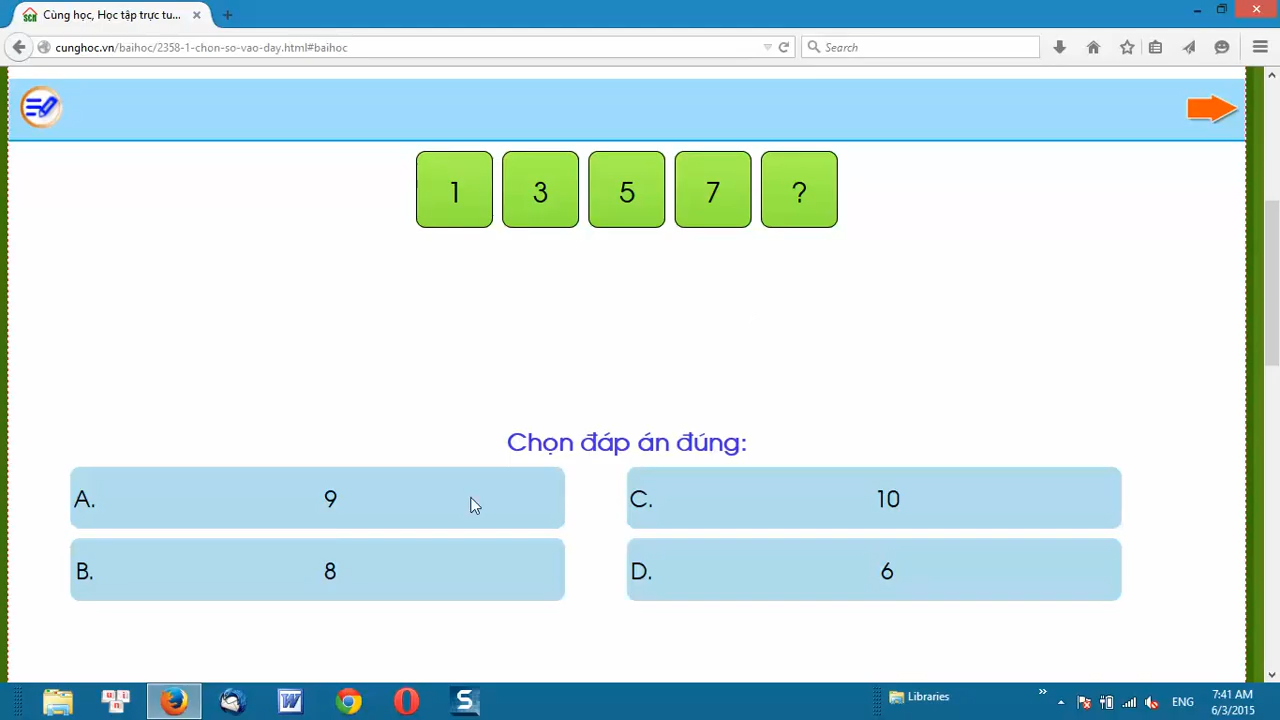 Cùng học, Học tập trực tu...
cunghoc.vn/baihoc/2358-1-chon-so-vao-day.html#baihoc
Search
1 3 5 7 ?
Chọn đáp án đúng:
A. 9
C. 10
B. 8
D. 6
Libraries
ENG
7:41 AM
6/3/2015